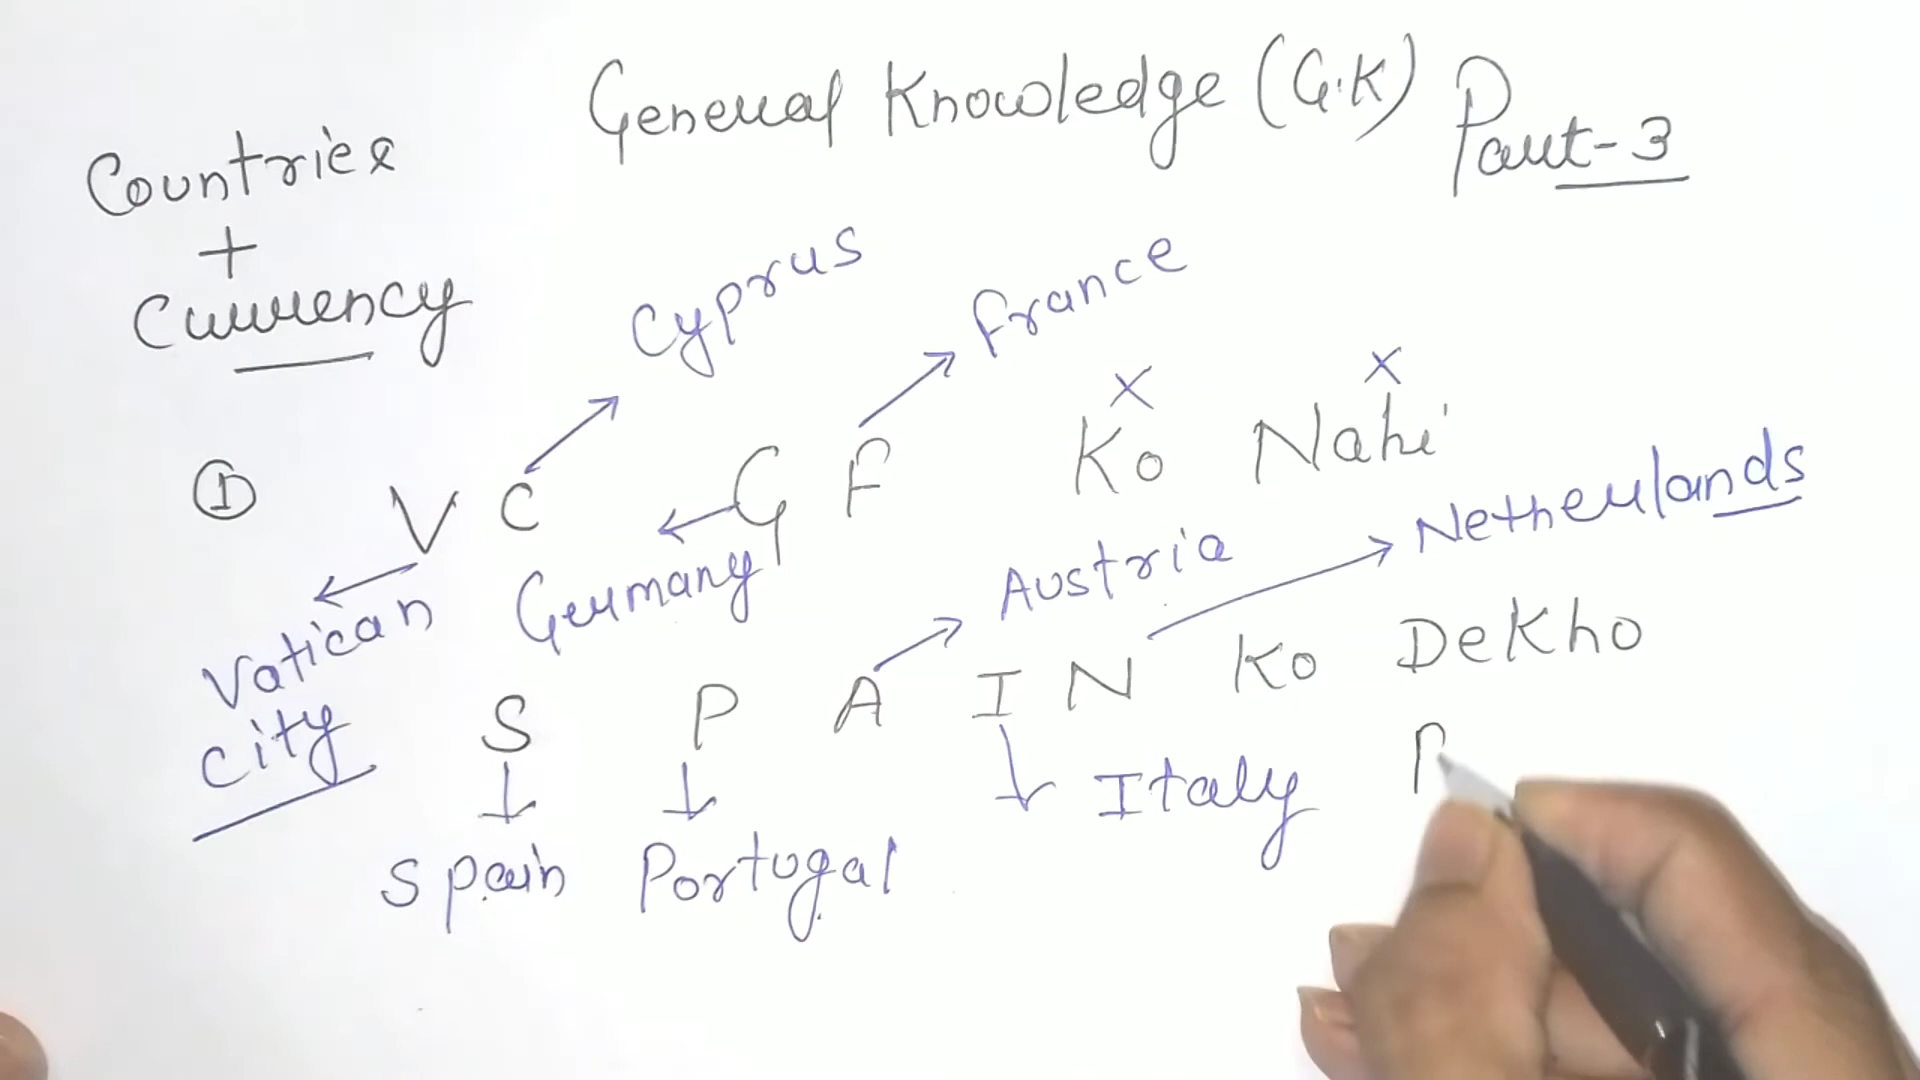 General Knowledge (G.K) Part-3
Countries
+
Currency
Cyprus
France
x x
① V C G F Ko Nahi
Vatican
City
Germany
Austria
Netherlands
S P A I N Ko Dekho
Spain
Portugal
Italy